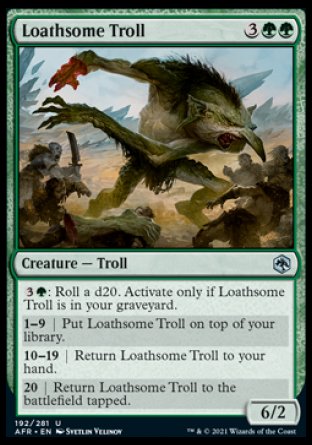 Loathsome Troll 3
Creature — Troll
3 : Roll a d20. Activate only if Loathsome
Troll is in your graveyard.
1–9 | Put Loathsome Troll on top of your
library.
10–19 | Return Loathsome Troll to your
hand.
20 | Return Loathsome Troll to the
battlefield tapped.
6/2
192/281 U
AFR • EN Svetlin Velinov
™ & © 2021 Wizards of the Coast